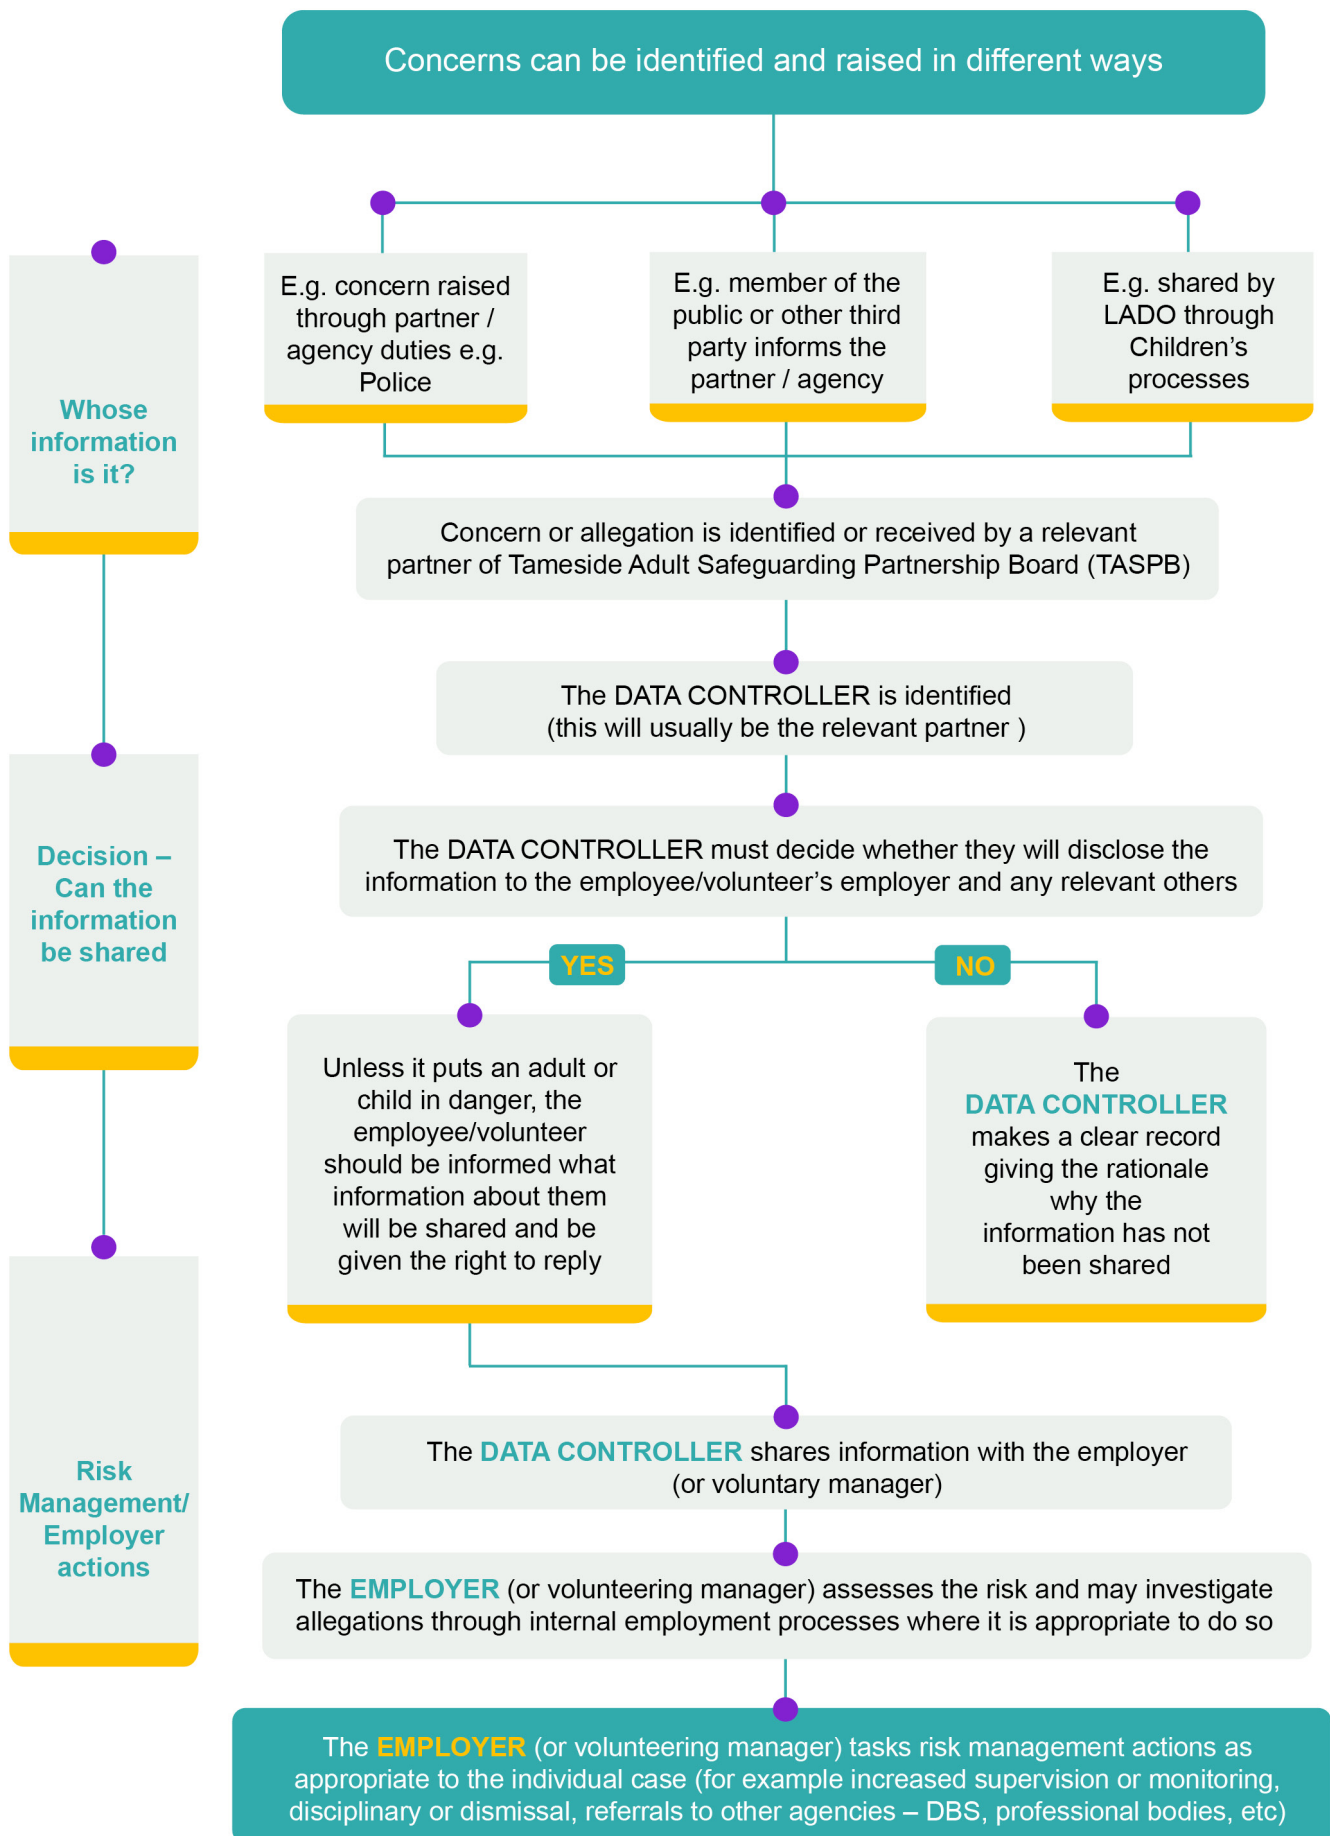 Concerns can be identified and raised in different ways
E.g. concern raised
through partner /
agency duties e.g.
Police
E.g. member of the
public or other third
party informs the
partner / agency
E.g. shared by
LADO through
Children’s
processes
Whose
information
is it?
Concern or allegation is identified or received by a relevant
partner of Tameside Adult Safeguarding Partnership Board (TASPB)
The DATA CONTROLLER is identified
(this will usually be the relevant partner )
Decision –
Can the
information
be shared
The DATA CONTROLLER must decide whether they will disclose the
information to the employee/volunteer’s employer and any relevant others
YES
NO
Unless it puts an adult or
child in danger, the
employee/volunteer
should be informed what
information about them
will be shared and be
given the right to reply
The
DATA CONTROLLER
makes a clear record
giving the rationale
why the
information has not
been shared
Risk
Management/
Employer
actions
The DATA CONTROLLER shares information with the employer
(or voluntary manager)
The EMPLOYER (or volunteering manager) assesses the risk and may investigate
allegations through internal employment processes where it is appropriate to do so
The EMPLOYER (or volunteering manager) tasks risk management actions as
appropriate to the individual case (for example increased supervision or monitoring,
disciplinary or dismissal, referrals to other agencies – DBS, professional bodies, etc)